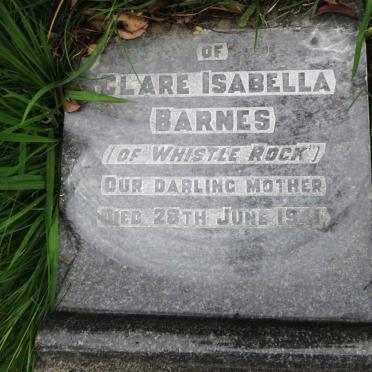 OF
CLARE ISABELLA
BARNES
(OF WHISTLE ROCK")
OUR DARLING MOTHER
DIED 28TH JUNE